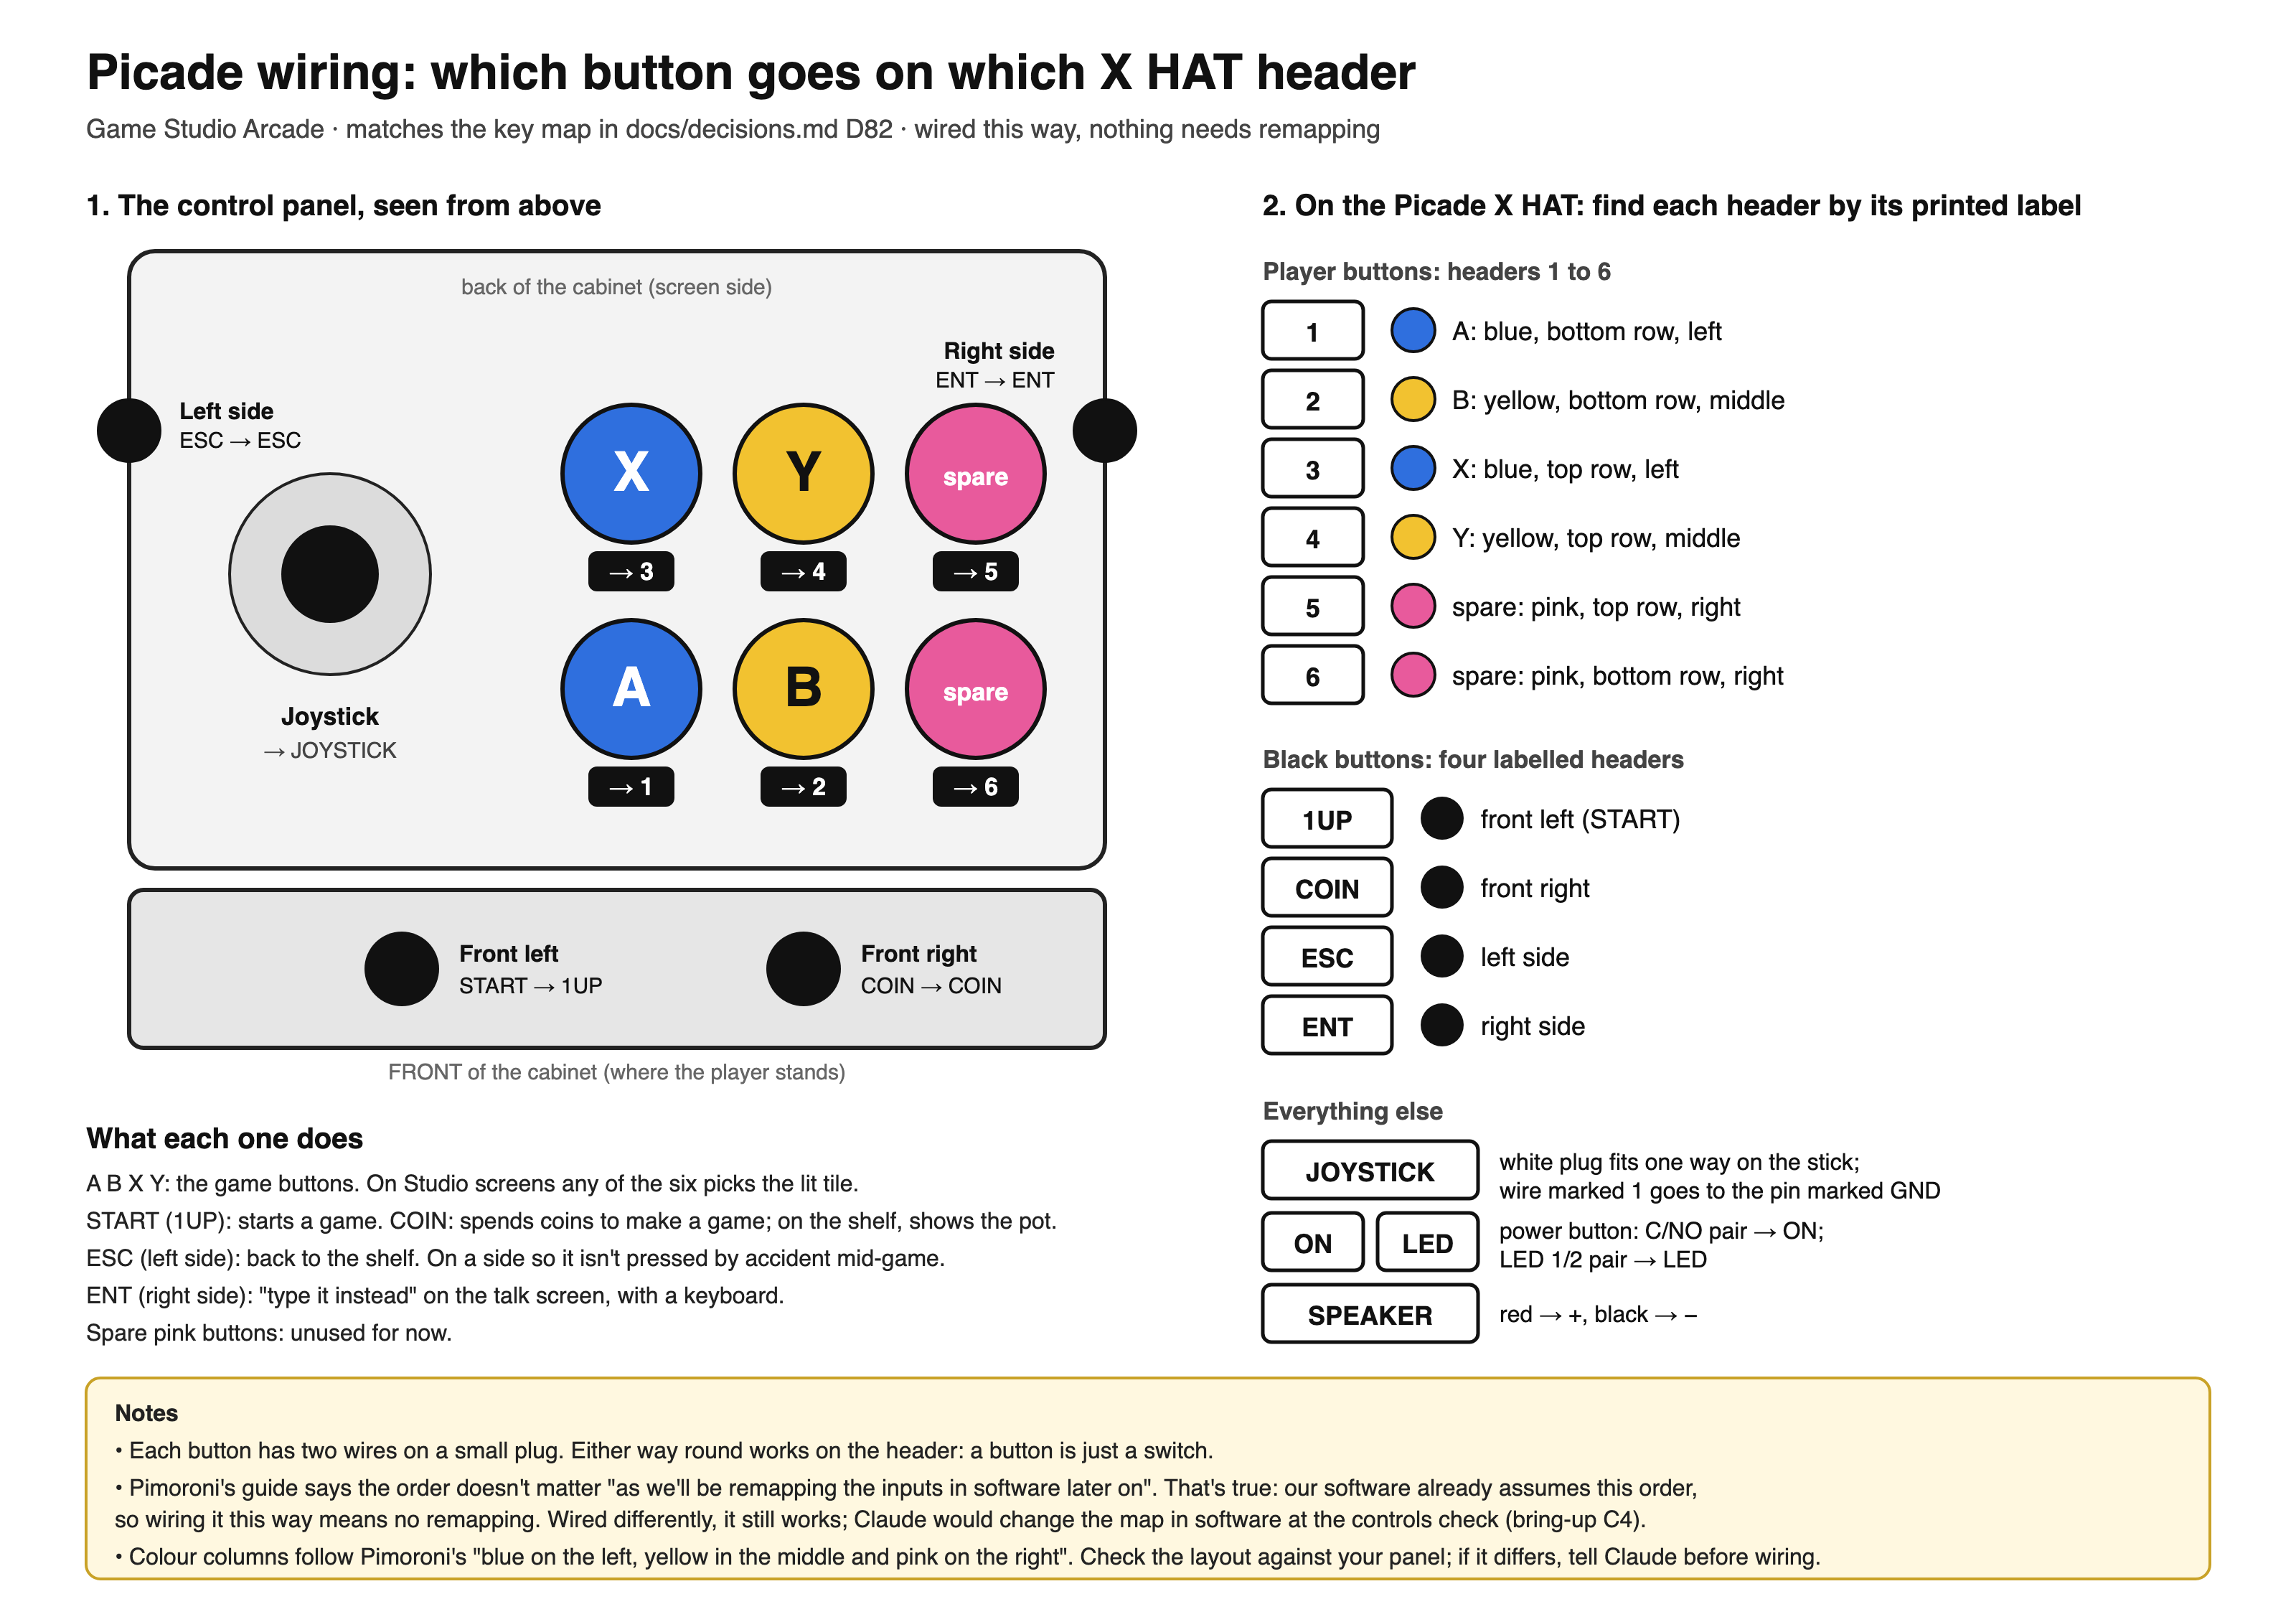 Picade wiring: which button goes on which X HAT header
Game Studio Arcade · matches the key map in docs/decisions.md D82 · wired this way, nothing needs remapping
1. The control panel, seen from above
back of the cabinet (screen side)
Right side
ENT → ENT
Left side
ESC → ESC
X
Y
spare
→ 3
→ 4
→ 5
A
B
spare
Joystick
→ JOYSTICK
→ 1
→ 2
→ 6
Front left
START → 1UP
Front right
COIN → COIN
FRONT of the cabinet (where the player stands)
What each one does
A B X Y: the game buttons. On Studio screens any of the six picks the lit tile.
START (1UP): starts a game. COIN: spends coins to make a game; on the shelf, shows the pot.
ESC (left side): back to the shelf. On a side so it isn't pressed by accident mid-game.
ENT (right side): "type it instead" on the talk screen, with a keyboard.
Spare pink buttons: unused for now.
2. On the Picade X HAT: find each header by its printed label
Player buttons: headers 1 to 6
1 A: blue, bottom row, left
2 B: yellow, bottom row, middle
3 X: blue, top row, left
4 Y: yellow, top row, middle
5 spare: pink, top row, right
6 spare: pink, bottom row, right
Black buttons: four labelled headers
1UP front left (START)
COIN front right
ESC left side
ENT right side
Everything else
JOYSTICK
white plug fits one way on the stick;
wire marked 1 goes to the pin marked GND
ON LED
power button: C/NO pair → ON;
LED 1/2 pair → LED
SPEAKER red → +, black → –
Notes
• Each button has two wires on a small plug. Either way round works on the header: a button is just a switch.
• Pimoroni's guide says the order doesn't matter "as we'll be remapping the inputs in software later on". That's true: our software already assumes this order,
so wiring it this way means no remapping. Wired differently, it still works; Claude would change the map in software at the controls check (bring-up C4).
• Colour columns follow Pimoroni's "blue on the left, yellow in the middle and pink on the right". Check the layout against your panel; if it differs, tell Claude before wiring.